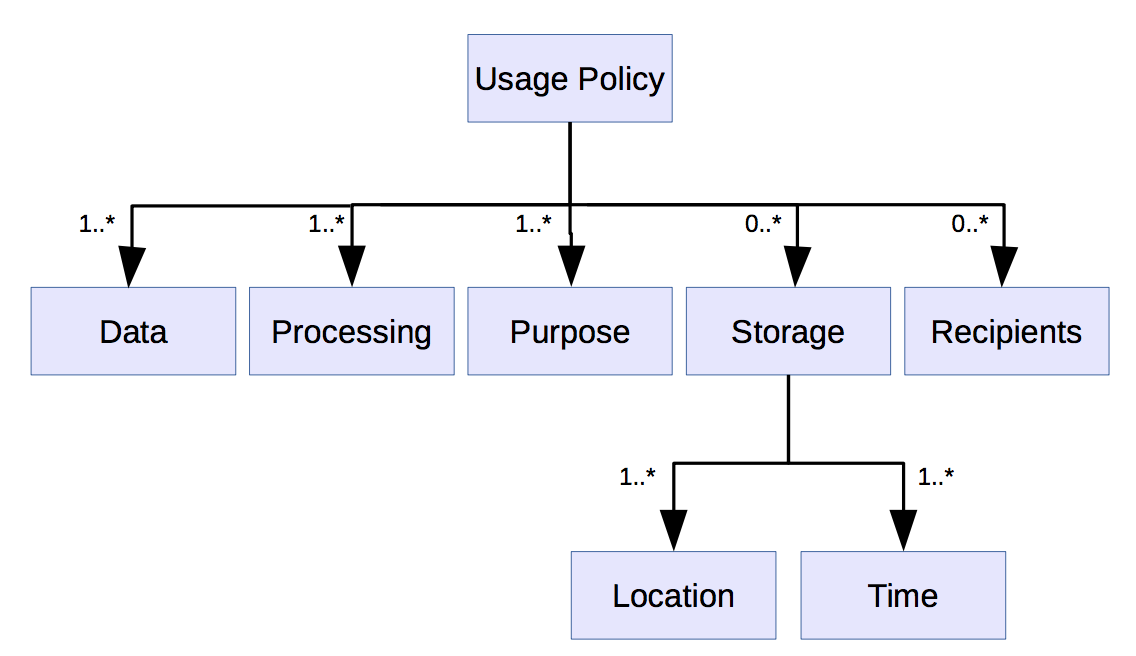 Usage Policy
1..*
1..*
1..*
0..*
0..*
Data
Processing
Purpose
Storage
Recipients
1..*
1..*
Location
Time